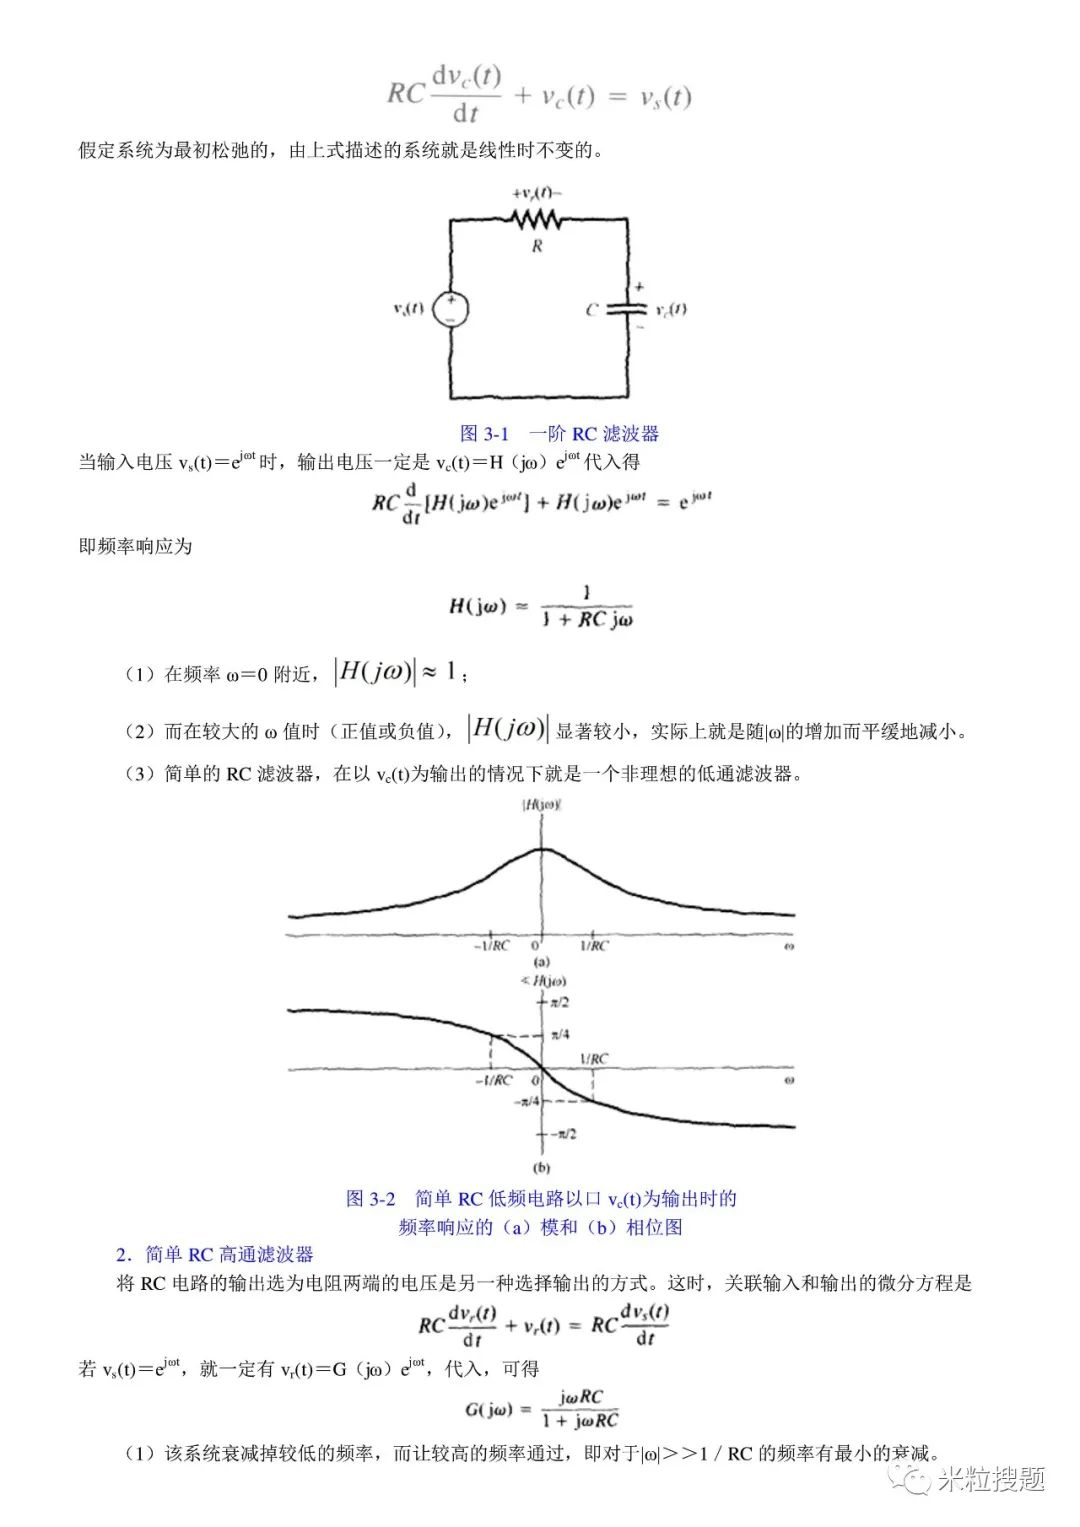 RC dv_c(t)/dt + v_c(t) = v_s(t)
假定系统为最初松弛的，由上式描述的系统就是线性时不变的。
+v_r(t)−
R
v_s(t)
+
−
C
+
v_c(t)
−
图 3-1 一阶 RC 滤波器
当输入电压 v_s(t)＝e^{jωt} 时，输出电压一定是 v_c(t)＝H（jω）e^{jωt} 代入得
RC d/dt [H(jω)e^{jωt}] + H(jω)e^{jωt} = e^{jωt}
即频率响应为
H(jω) = 1/(1 + RCjω)
（1）在频率 ω＝0 附近，|H(jω)| ≈ 1；
（2）而在较大的 ω 值时（正值或负值），|H(jω)| 显著较小，实际上就是随|ω|的增加而平缓地减小。
（3）简单的 RC 滤波器，在以 v_c(t)为输出的情况下就是一个非理想的低通滤波器。
|H(jω)|
−1/RC 0 1/RC ω
(a)
∢ H(jω)
π/2
π/4
1/RC
−1/RC 0 ω
−π/4
−π/2
(b)
图 3-2 简单 RC 低频电路以口 v_c(t)为输出时的
频率响应的（a）模和（b）相位图
2．简单 RC 高通滤波器
将 RC 电路的输出选为电阻两端的电压是另一种选择输出的方式。这时，关联输入和输出的微分方程是
RC dv_r(t)/dt + v_r(t) = RC dv_s(t)/dt
若 v_s(t)＝e^{jωt}，就一定有 v_r(t)＝G（jω）e^{jωt}，代入，可得
G(jω) = jωRC/(1 + jωRC)
（1）该系统衰减掉较低的频率，而让较高的频率通过，即对于|ω|＞＞1／RC 的频率有最小的衰减。
米粒搜题